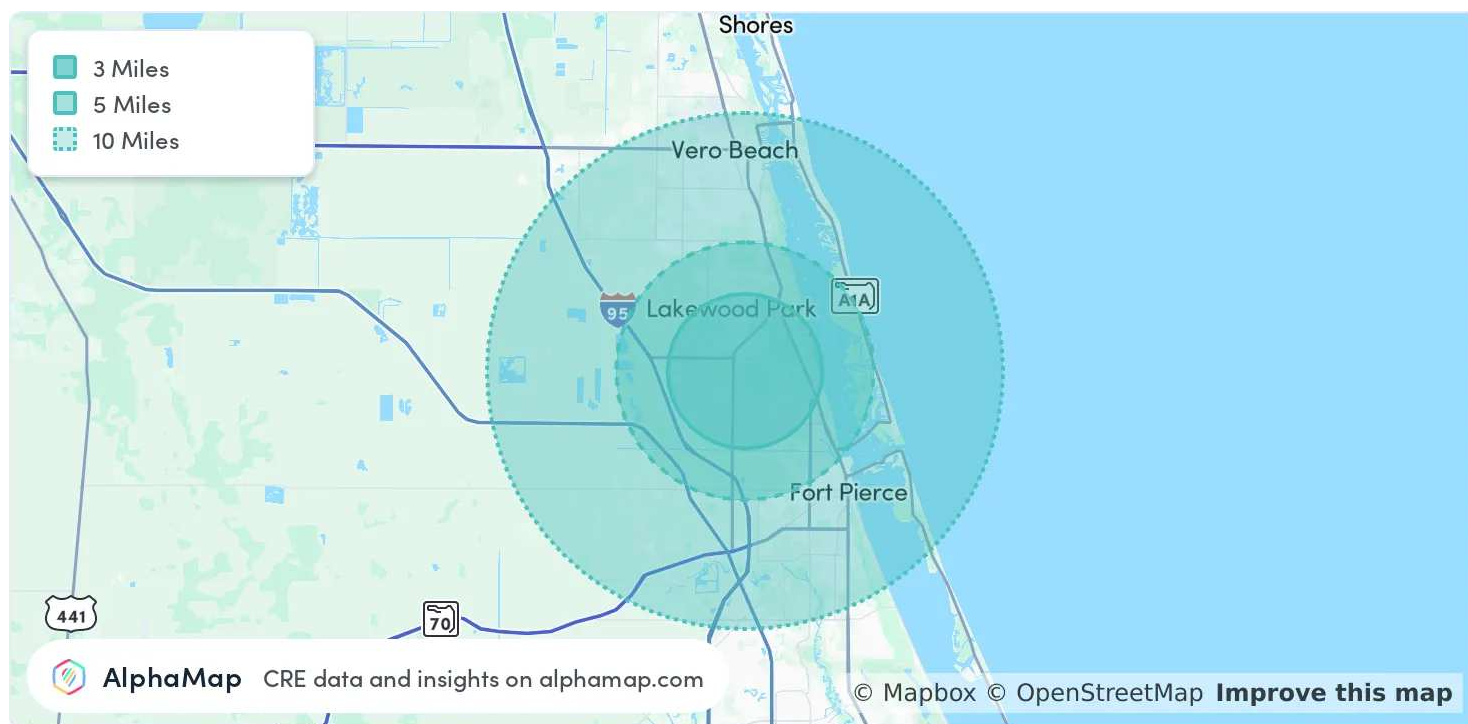 Shores
3 Miles
5 Miles
10 Miles
Vero Beach
95
Lakewood Park
A1A
Fort Pierce
441
70
AlphaMap CRE data and insights on alphamap.com
© Mapbox © OpenStreetMap Improve this map